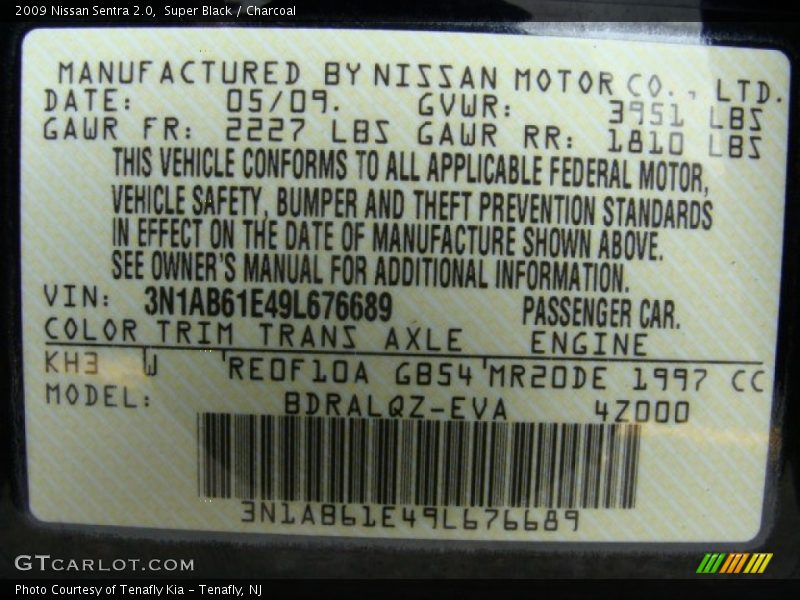 2009 Nissan Sentra 2.0, Super Black / Charcoal
MANUFACTURED BY NISSAN MOTOR CO., LTD.
DATE: 05/09. GVWR: 3951 LBS
GAWR FR: 2227 LBS GAWR RR: 1810 LBS
THIS VEHICLE CONFORMS TO ALL APPLICABLE FEDERAL MOTOR,
VEHICLE SAFETY, BUMPER AND THEFT PREVENTION STANDARDS
IN EFFECT ON THE DATE OF MANUFACTURE SHOWN ABOVE.
SEE OWNER'S MANUAL FOR ADDITIONAL INFORMATION.
VIN: 3N1AB61E49L676689 PASSENGER CAR.
COLOR TRIM TRANS AXLE ENGINE
KH3 W RE0F10A GB54 MR20DE 1997 CC
MODEL: BDRALQZ-EVA 4Z000
3N1AB61E49L676689
GTCARLOT.COM
Photo Courtesy of Tenafly Kia - Tenafly, NJ